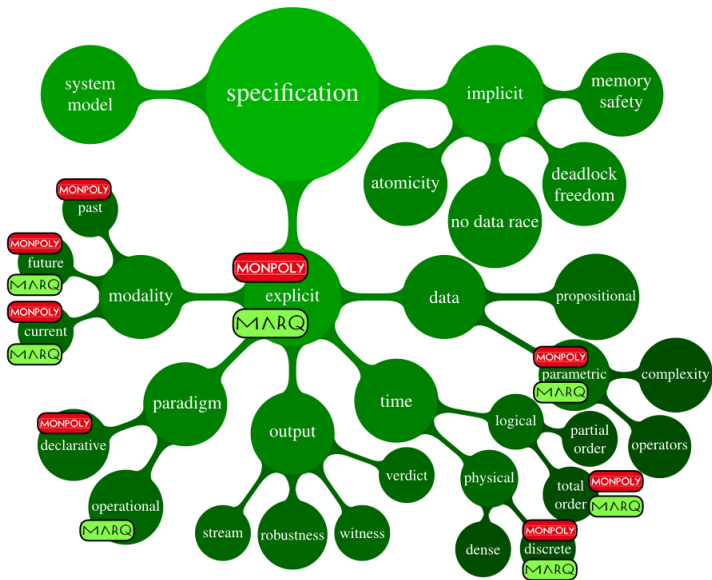 system
model
specification
implicit
memory
safety
atomicity
no data race
deadlock
freedom
MONPOLY
past
MONPOLY
future
MARQ
MONPOLY
current
MARQ
modality
MONPOLY
explicit
MARQ
data
propositional
MONPOLY
parametric
MARQ
complexity
operators
paradigm
MONPOLY
declarative
operational
MARQ
output
stream
robustness
witness
verdict
time
logical
partial
order
total
order
MONPOLY
MARQ
physical
dense
MONPOLY
discrete
MARQ